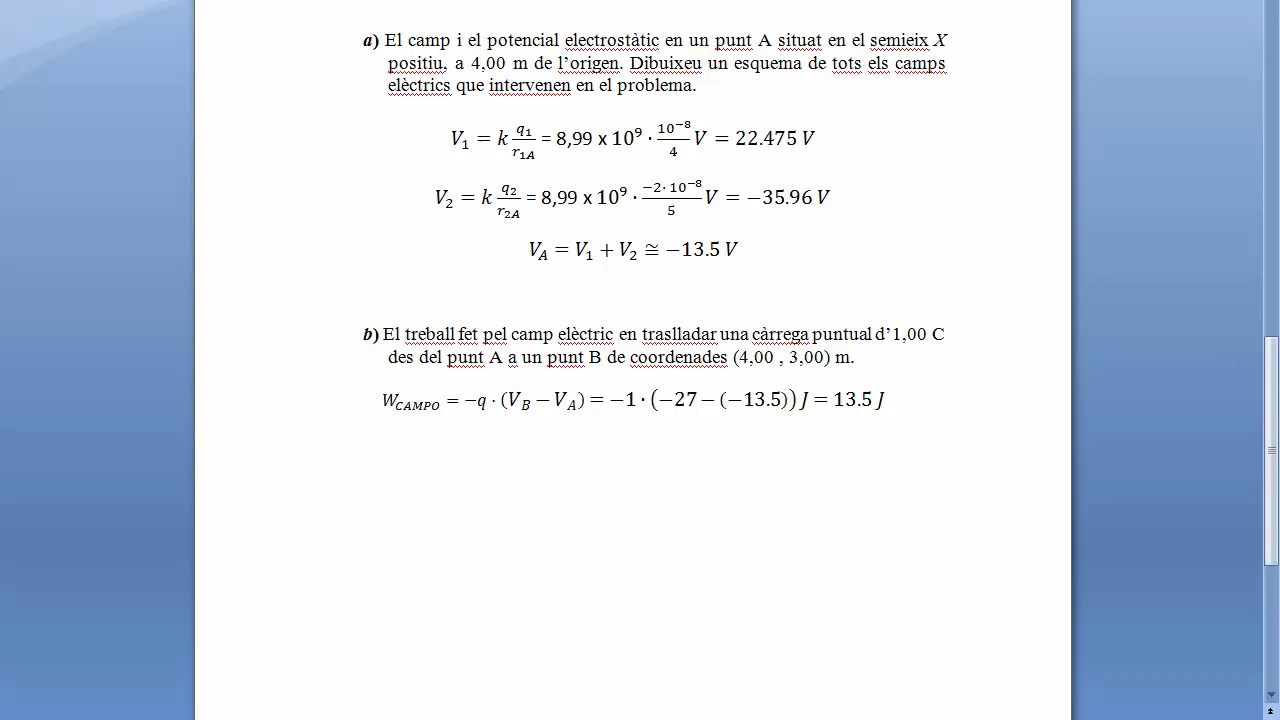 a) El camp i el potencial electrostàtic en un punt A situat en el semieix X
positiu, a 4,00 m de l’origen. Dibuixeu un esquema de tots els camps
elèctrics que intervenen en el problema.
V₁ = k q₁/r₁A = 8,99 x 10⁹ · 10⁻⁸/4 V = 22.475 V
V₂ = k q₂/r₂A = 8,99 x 10⁹ · −2· 10⁻⁸/5 V = −35.96 V
V_A = V₁ + V₂ ≅ −13.5 V
b) El treball fet pel camp elèctric en traslladar una càrrega puntual d’1,00 C
des del punt A a un punt B de coordenades (4,00 , 3,00) m.
W_CAMPO = −q · (V_B − V_A) = −1 · (−27 − (−13.5)) J = 13.5 J